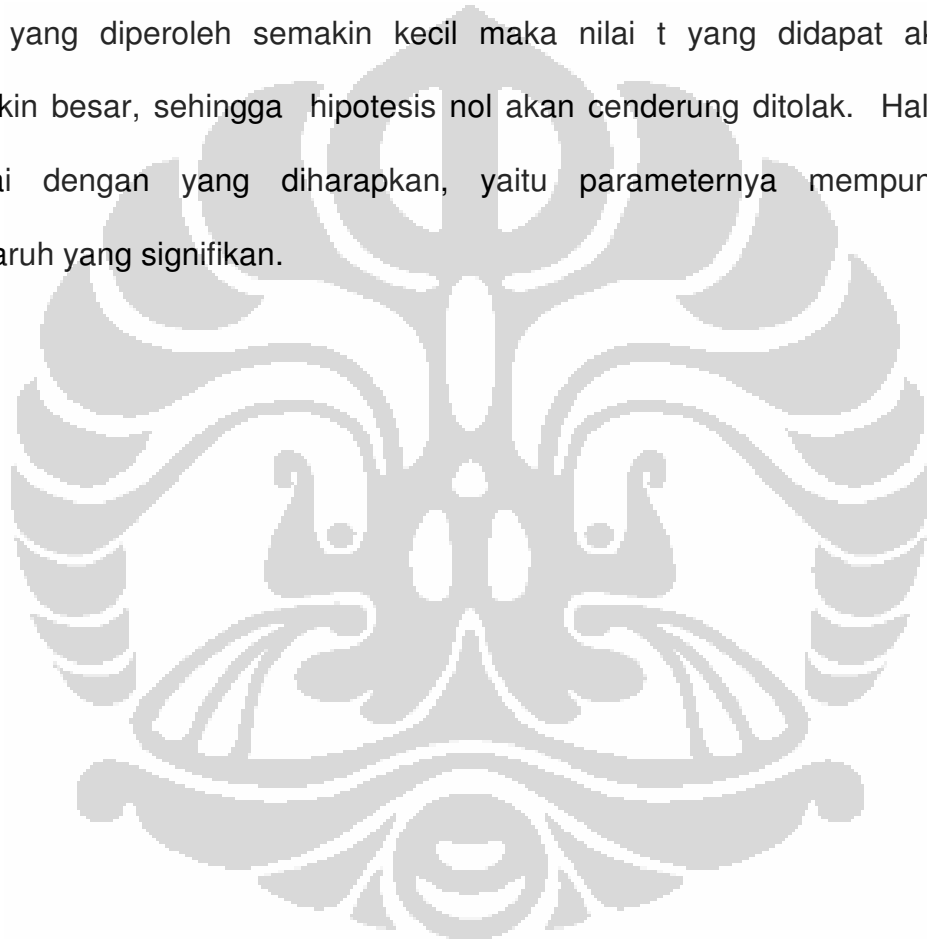 yang diperoleh semakin kecil maka nilai t yang didapat ak
kin besar, sehingga hipotesis nol akan cenderung ditolak. Hal
ai dengan yang diharapkan, yaitu parameternya mempun
aruh yang signifikan.